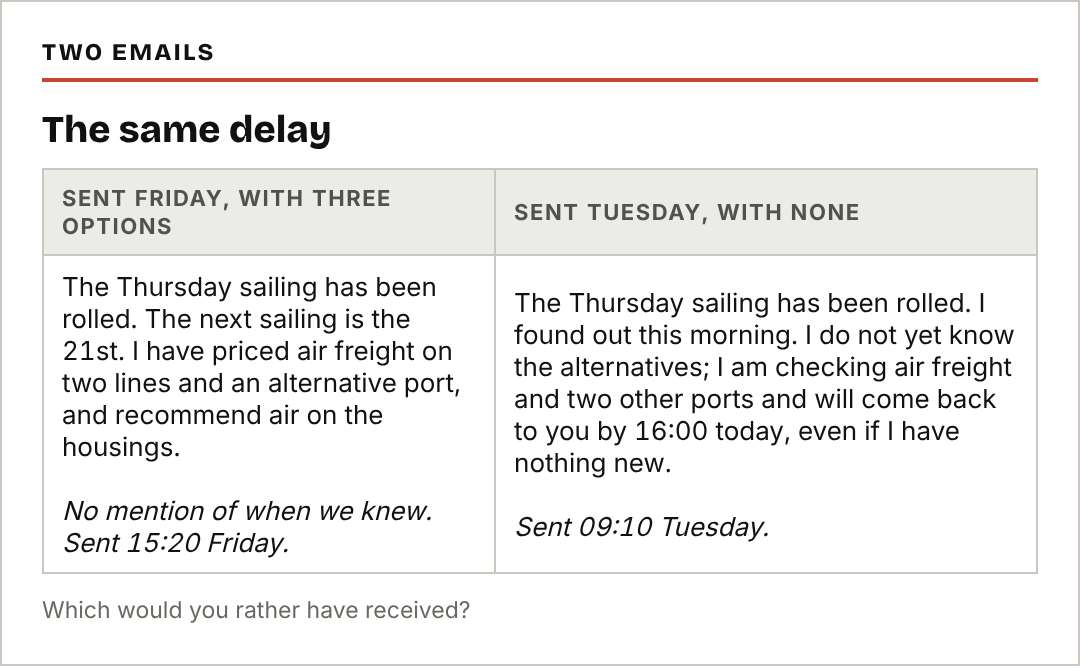 TWO EMAILS
The same delay
SENT FRIDAY, WITH THREE
OPTIONS
SENT TUESDAY, WITH NONE
The Thursday sailing has been
rolled. The next sailing is the
21st. I have priced air freight on
two lines and an alternative port,
and recommend air on the
housings.
No mention of when we knew.
Sent 15:20 Friday.
The Thursday sailing has been rolled. I
found out this morning. I do not yet know
the alternatives; I am checking air freight
and two other ports and will come back
to you by 16:00 today, even if I have
nothing new.
Sent 09:10 Tuesday.
Which would you rather have received?